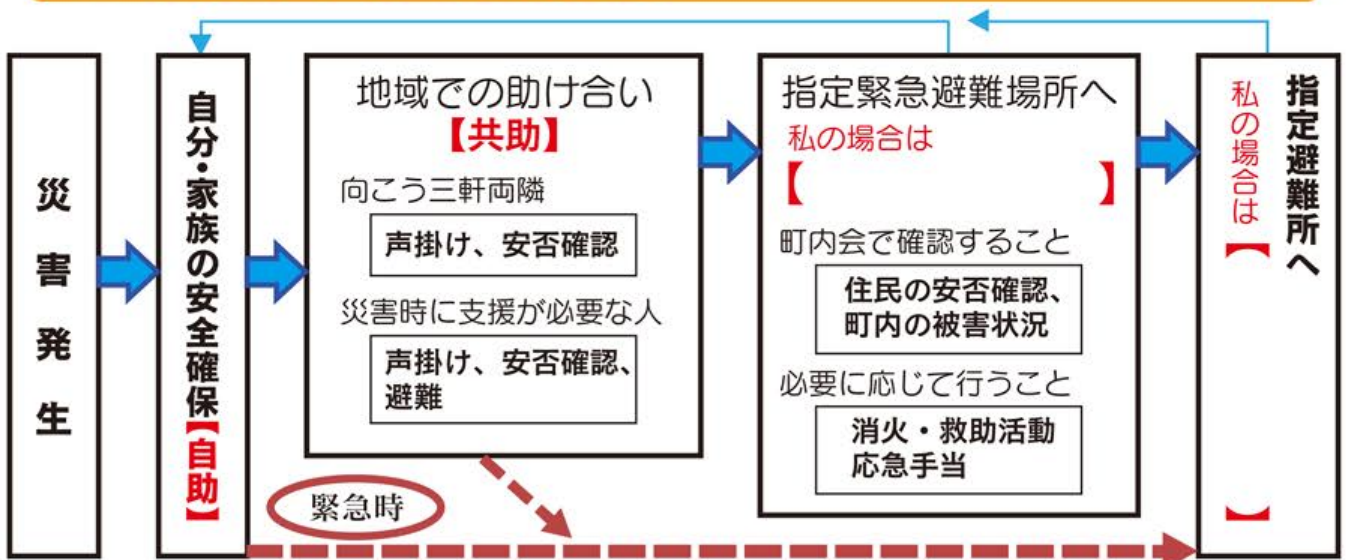 災害発生
自分・家族の安全確保【自助】
地域での助け合い
【共助】
向こう三軒両隣
声掛け、安否確認
災害時に支援が必要な人
声掛け、安否確認、
避難
指定緊急避難場所へ
私の場合は
【 】
町内会で確認すること
住民の安否確認、
町内の被害状況
必要に応じて行うこと
消火・救助活動
応急手当
指定避難所へ
私の場合は【 】
緊急時